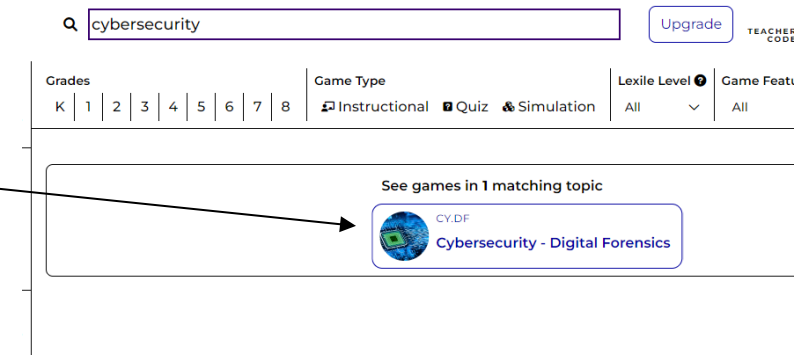 cybersecurity
Upgrade
TEACHER
CODE
Grades
K 1 2 3 4 5 6 7 8
Game Type
Instructional Quiz Simulation
Lexile Level
All
Game Featu
All
See games in 1 matching topic
CY.DF
Cybersecurity - Digital Forensics